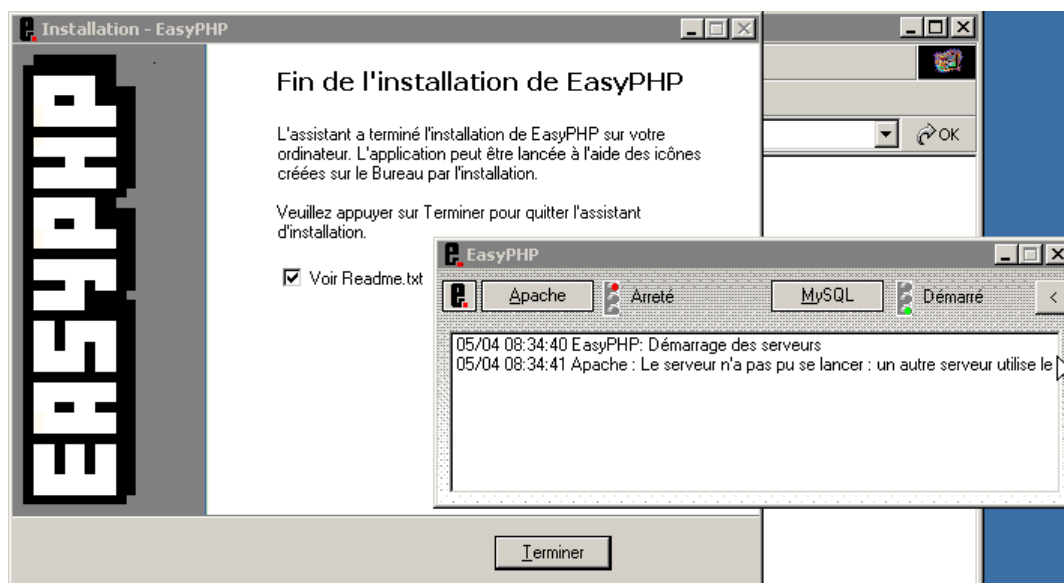 Installation - EasyPHP
EASYPHP
Fin de l'installation de EasyPHP
L'assistant a terminé l'installation de EasyPHP sur votre
ordinateur. L'application peut être lancée à l'aide des icônes
créées sur le Bureau par l'installation.
Veuillez appuyer sur Terminer pour quitter l'assistant
d'installation.
Voir Readme.txt
Terminer
OK
EasyPHP
Apache
Arreté
MySQL
Démarré
<
05/04 08:34:40 EasyPHP: Démarrage des serveurs
05/04 08:34:41 Apache : Le serveur n'a pas pu se lancer : un autre serveur utilise le